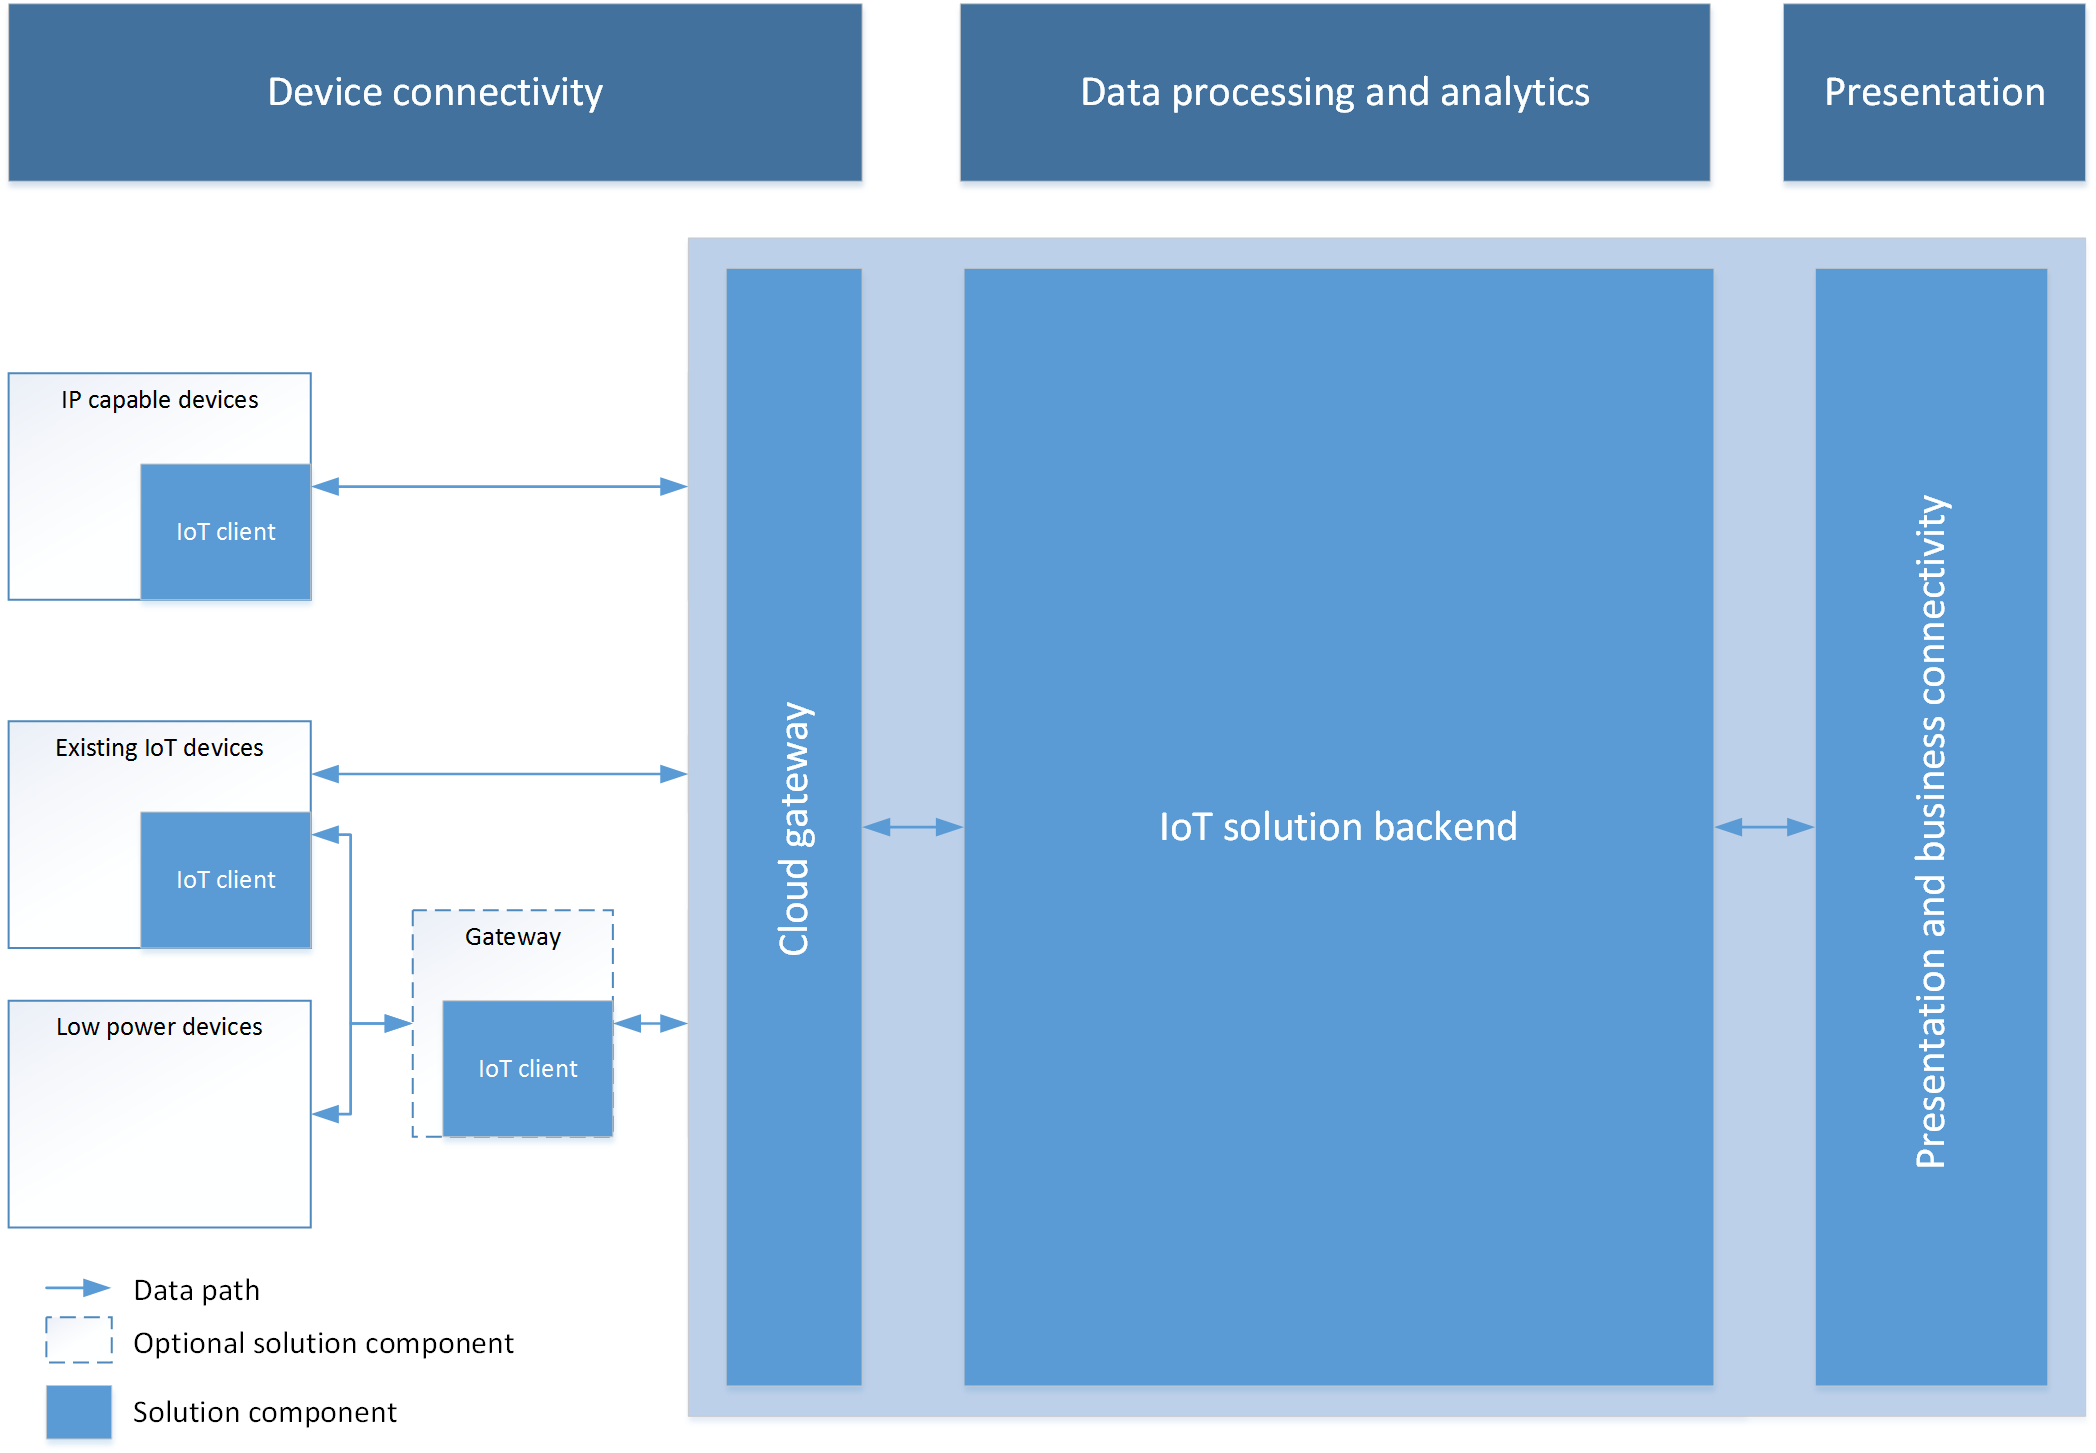 Device connectivity
Data processing and analytics
Presentation
IP capable devices
IoT client
Existing IoT devices
IoT client
Gateway
IoT client
Low power devices
Cloud gateway
IoT solution backend
Presentation and business connectivity
Data path
Optional solution component
Solution component